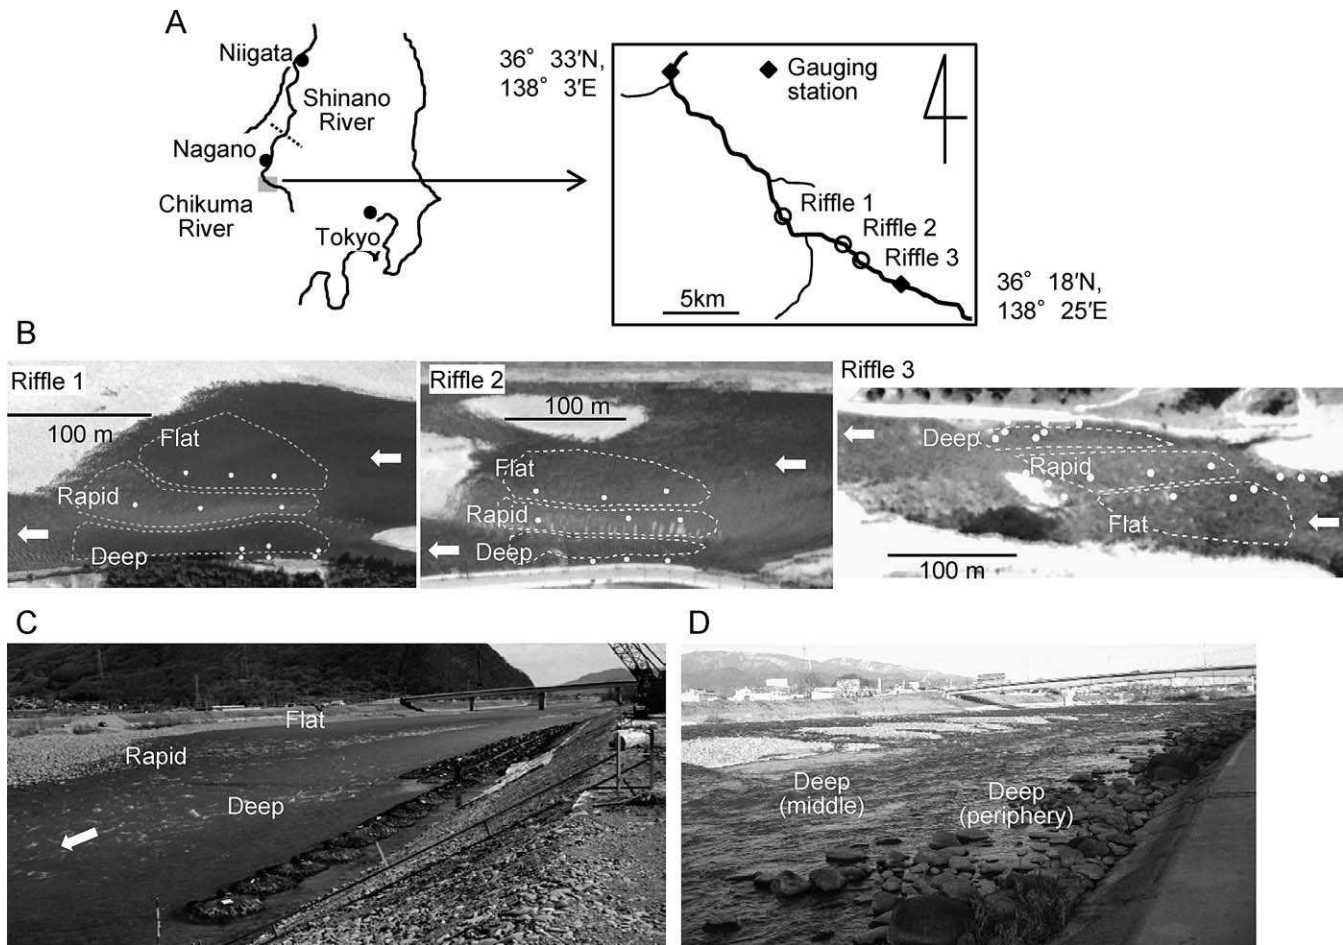 A
Niigata
Shinano
River
Nagano
Chikuma
River
Tokyo
36° 33′N,
138° 3′E
Gauging
station
Riffle 1
Riffle 2
Riffle 3
5km
36° 18′N,
138° 25′E
B
Riffle 1
100 m
Flat
Rapid
Deep
Riffle 2
100 m
Flat
Rapid
Deep
Riffle 3
Deep
Rapid
Flat
100 m
C
Flat
Rapid
Deep
D
Deep
(middle)
Deep
(periphery)